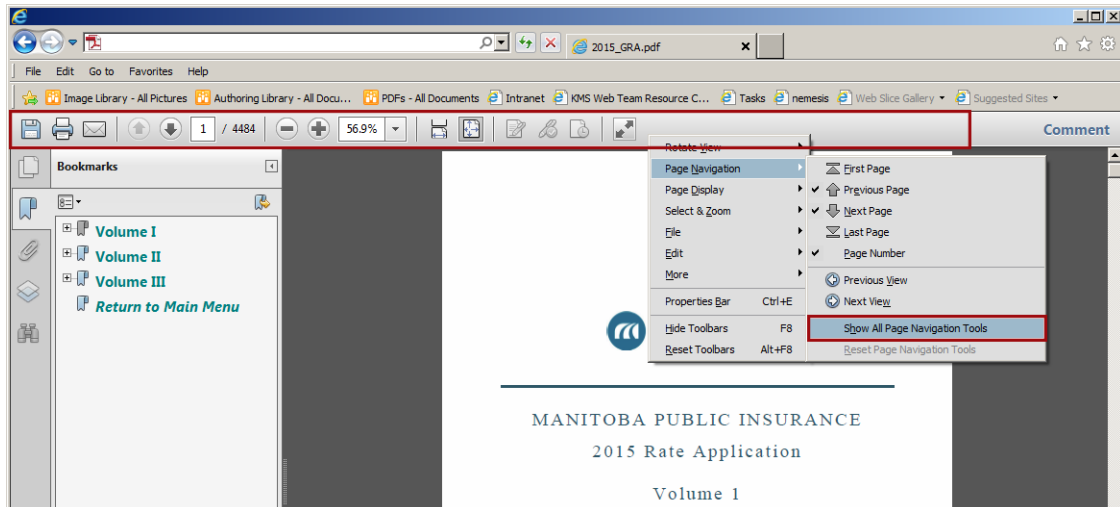 2015_GRA.pdf
File Edit Go to Favorites Help
Image Library - All Pictures Authoring Library - All Docu... PDFs - All Documents Intranet KMS Web Team Resource C... Tasks nemesis Web Slice Gallery Suggested Sites
1 / 4484 56.9% Comment
Bookmarks
Volume I
Volume II
Volume III
Return to Main Menu
Rotate View
Page Navigation
Page Display
Select & Zoom
File
Edit
More
Properties Bar Ctrl+E
Hide Toolbars F8
Reset Toolbars Alt+F8
First Page
Previous Page
Next Page
Last Page
Page Number
Previous View
Next View
Show All Page Navigation Tools
Reset Page Navigation Tools
MANITOBA PUBLIC INSURANCE
2015 Rate Application
Volume 1